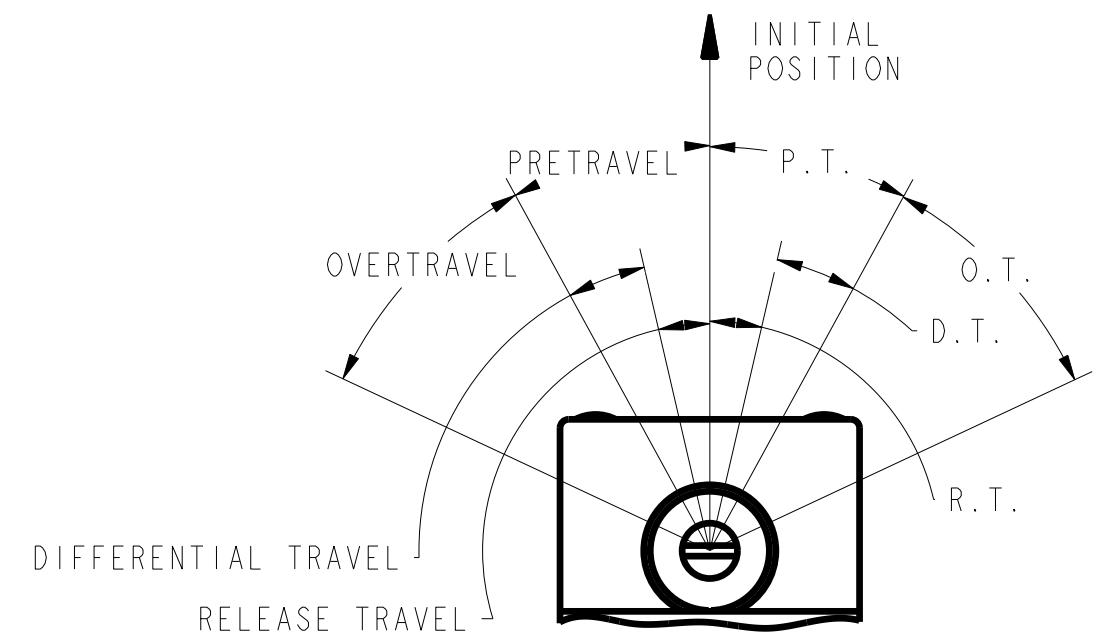 INITIAL
POSITION
PRETRAVEL
P.T.
OVERTRAVEL
O.T.
D.T.
R.T.
DIFFERENTIAL TRAVEL
RELEASE TRAVEL